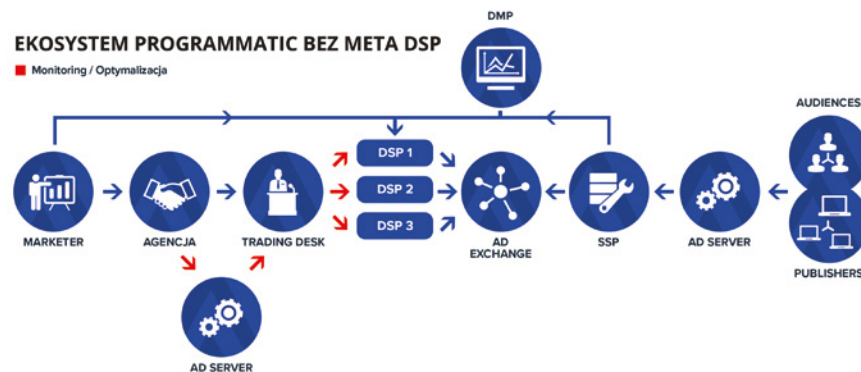 DMP
EKOSYSTEM PROGRAMMATIC BEZ META DSP
Monitoring / Optymalizacja
AUDIENCES
DSP 1
DSP 2
DSP 3
MARKETER
AGENCJA
TRADING DESK
AD
EXCHANGE
SSP
AD SERVER
PUBLISHERS
AD SERVER